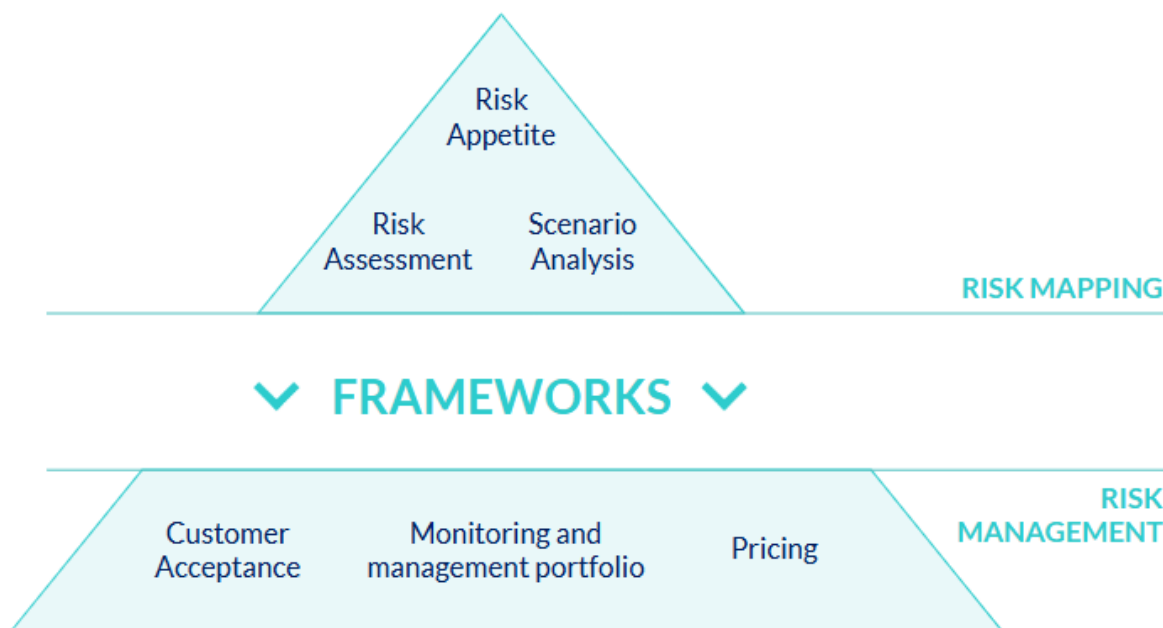 Risk
Appetite
Risk
Assessment
Scenario
Analysis
RISK MAPPING
FRAMEWORKS
RISK
MANAGEMENT
Customer
Acceptance
Monitoring and
management portfolio
Pricing